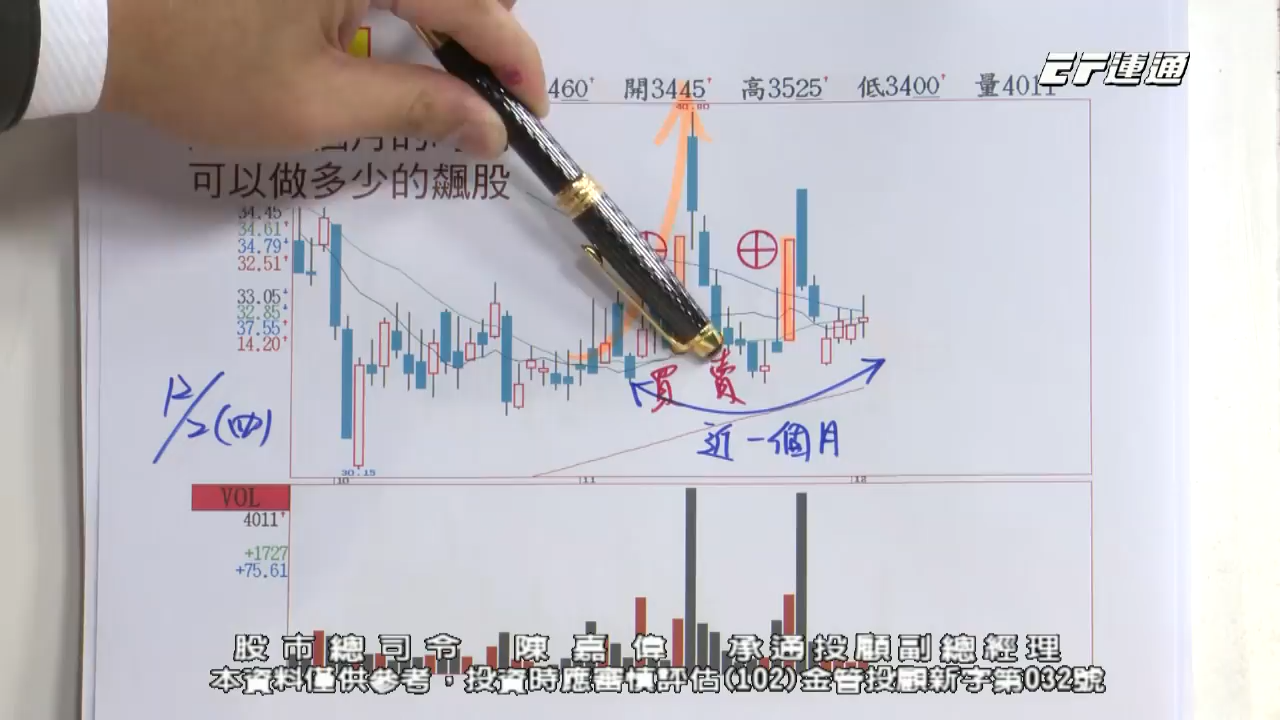 EF運通
460↑ 開3445↑ 高3525↑ 低3400↑ 量4011↑
40.80
可以做多少的飆股
34.45
34.61↑
34.79↑
32.51↑
33.05↓
32.85↓
37.55↓
14.20↑
買 賣
12/2(四)
近一個月
30.15
10 11 12
VOL
4011↑
+1727
+75.61
股市總司令 陳嘉偉 承通投顧副總經理
本資料僅供參考，投資時應審慎評估(102)金管投顧新字第032號